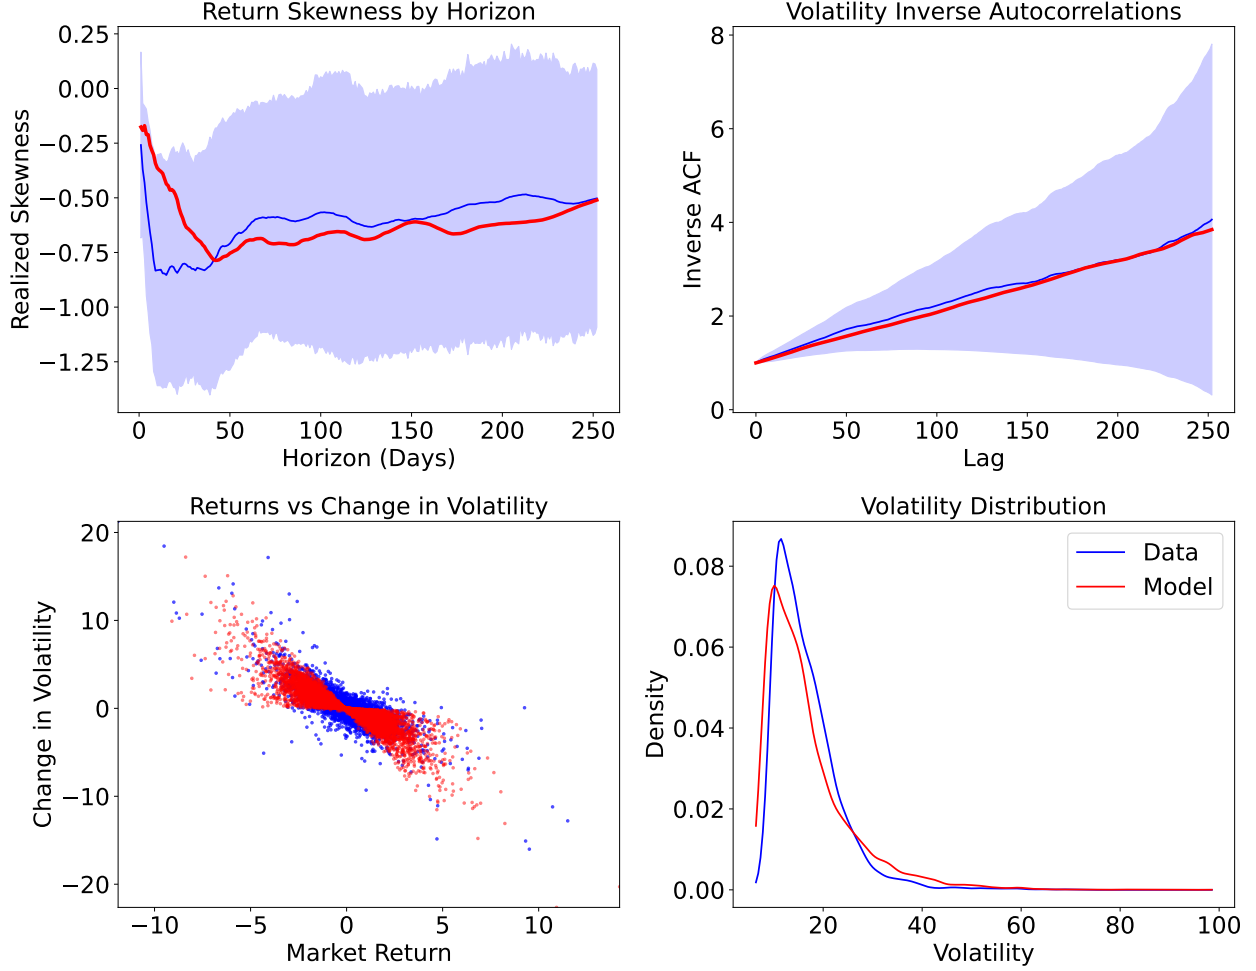 Return Skewness by Horizon
Realized Skewness
0.25
0.00
−0.25
−0.50
−0.75
−1.00
−1.25
0 50 100 150 200 250
Horizon (Days)
Volatility Inverse Autocorrelations
Inverse ACF
8
6
4
2
0
0 50 100 150 200 250
Lag
Returns vs Change in Volatility
Change in Volatility
20
10
0
−10
−20
−10 −5 0 5 10
Market Return
Volatility Distribution
Density
0.08
0.06
0.04
0.02
0.00
Data
Model
20 40 60 80 100
Volatility